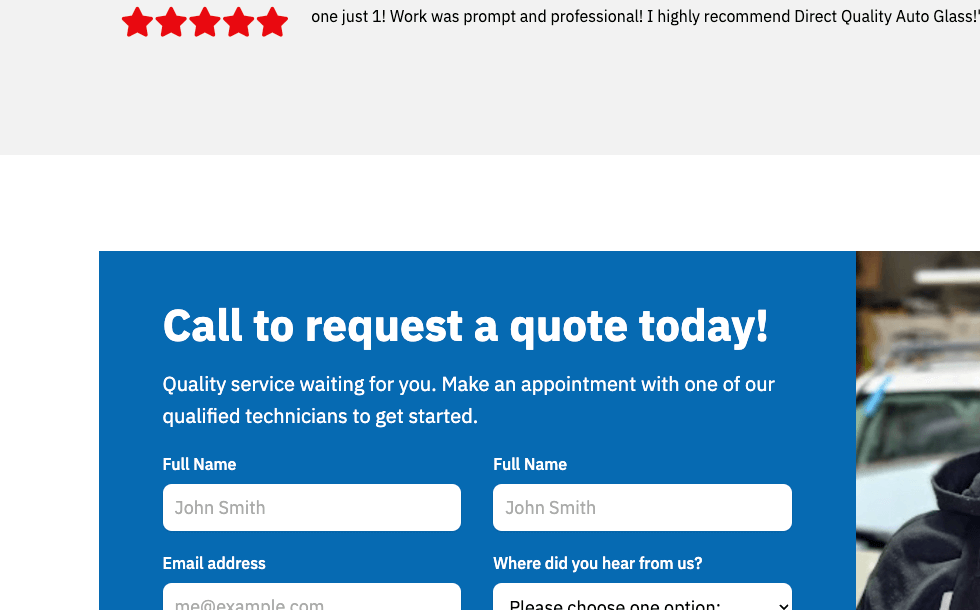 one just 1! Work was prompt and professional! I highly recommend Direct Quality Auto Glass!"
Call to request a quote today!
Quality service waiting for you. Make an appointment with one of our
qualified technicians to get started.
Full Name
Full Name
John Smith
John Smith
Email address
Where did you hear from us?
me@example.com
Please choose one option: